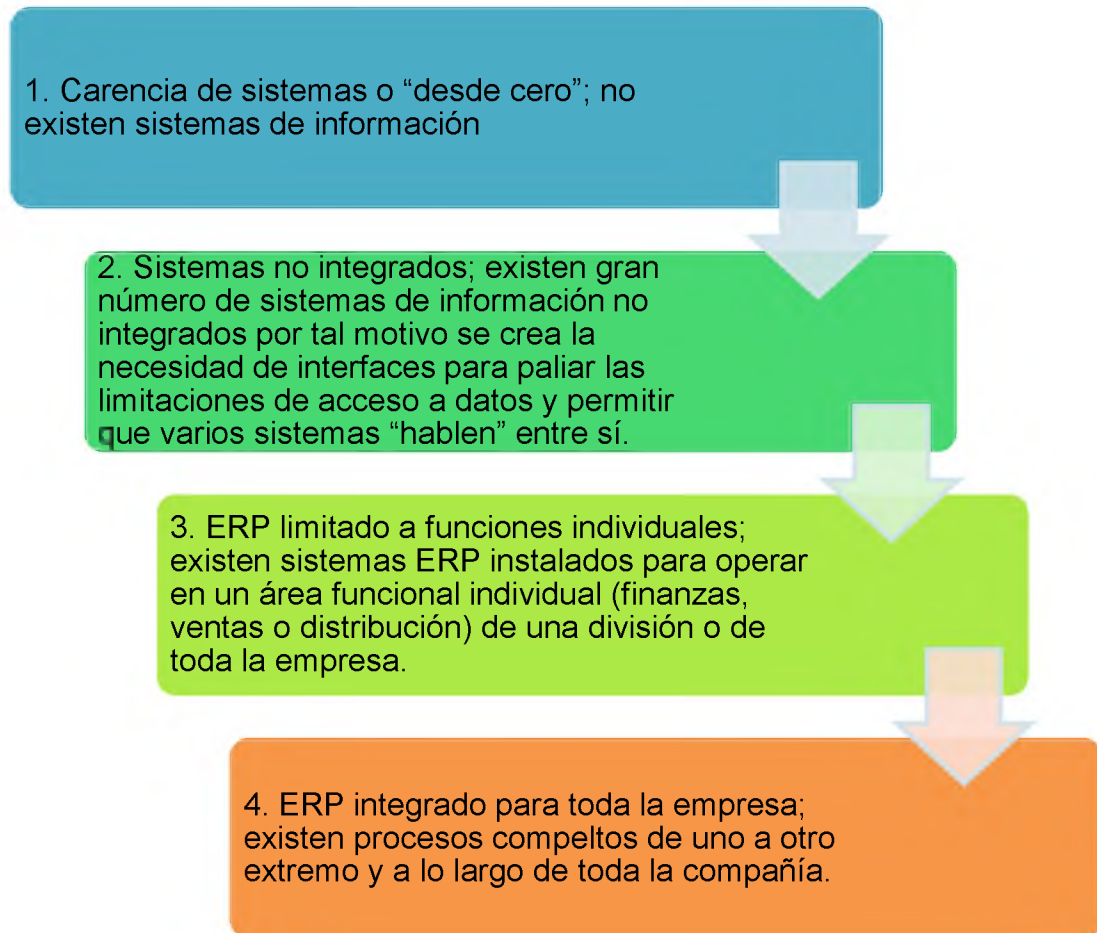 1. Carencia de sistemas o “desde cero”; no
existen sistemas de información
2. Sistemas no integrados; existen gran
número de sistemas de información no
integrados por tal motivo se crea la
necesidad de interfaces para paliar las
limitaciones de acceso a datos y permitir
que varios sistemas “hablen” entre sí.
3. ERP limitado a funciones individuales;
existen sistemas ERP instalados para operar
en un área funcional individual (finanzas,
ventas o distribución) de una división o de
toda la empresa.
4. ERP integrado para toda la empresa;
existen procesos compeltos de uno a otro
extremo y a lo largo de toda la compañía.